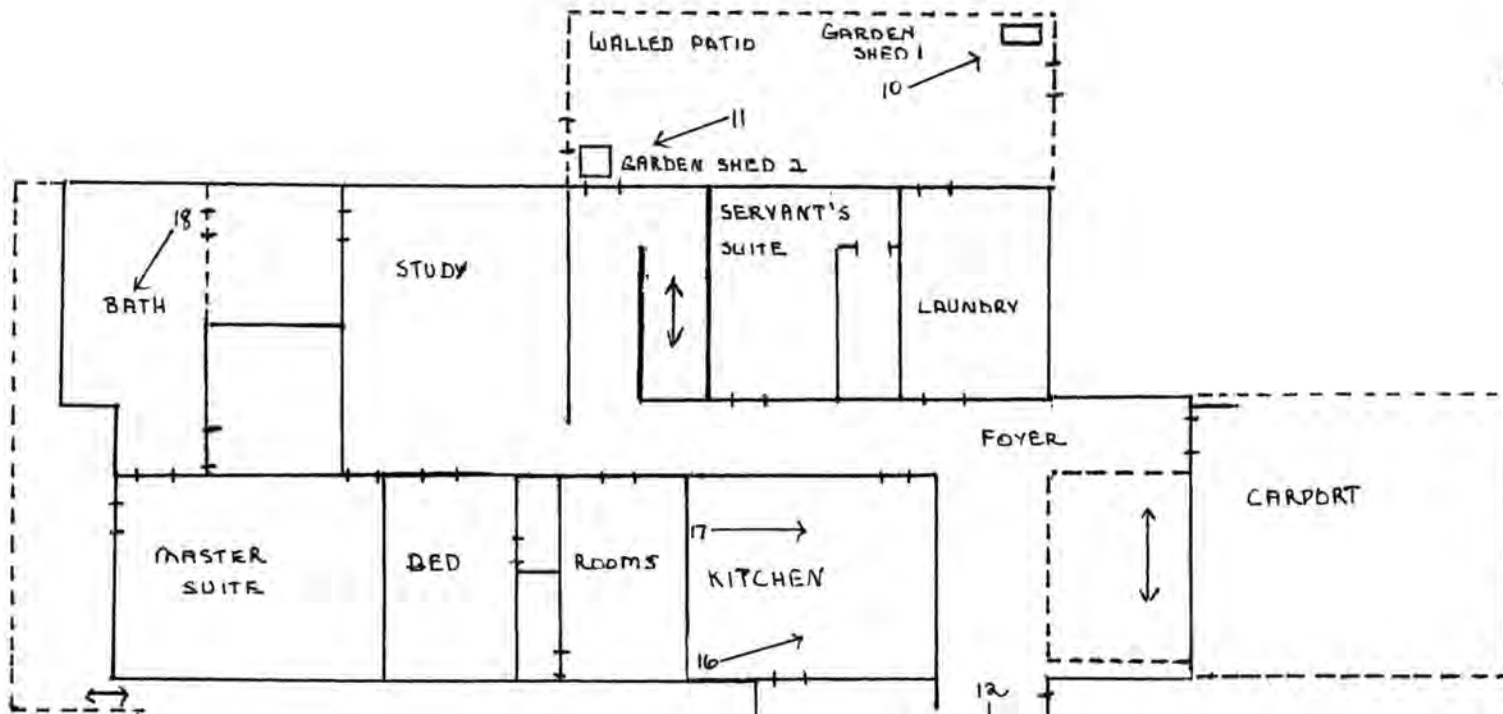 WALLED PATIO
GARDEN
SHED 1
10
11
GARDEN SHED 2
18
BATH
STUDY
SERVANT'S
SUITE
LAUNDRY
FOYER
CARPORT
MASTER
SUITE
BED
ROOMS
17
KITCHEN
16
12